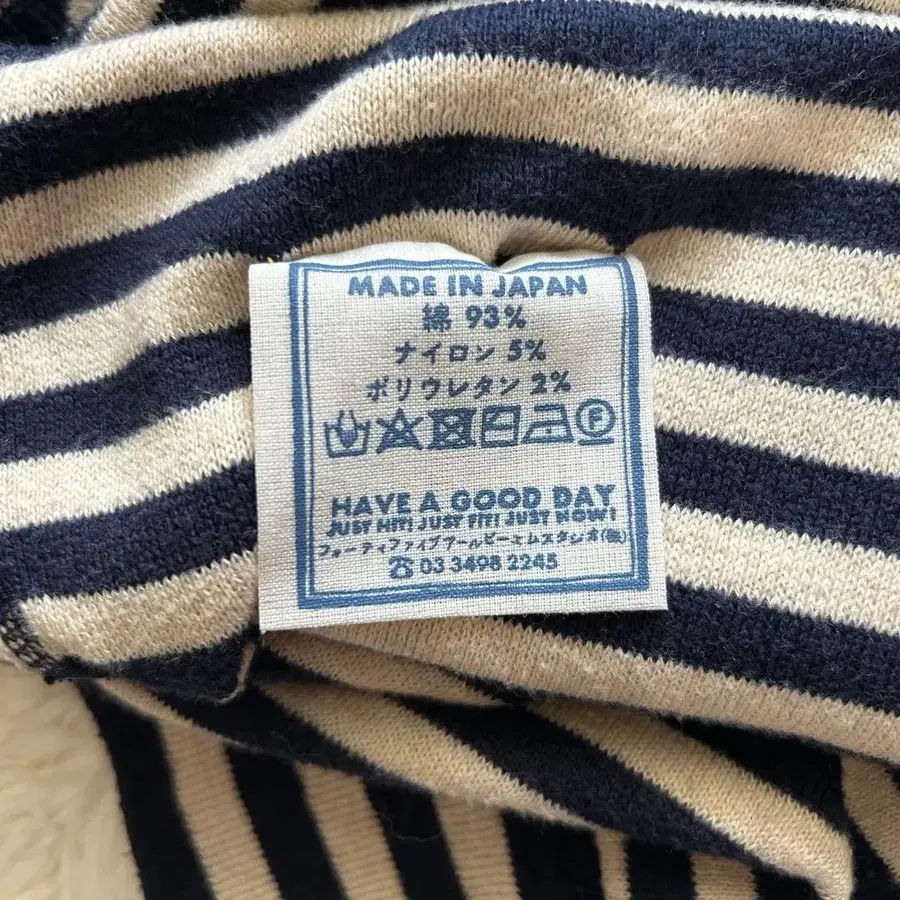 MADE IN JAPAN
綿 93%
ナイロン 5%
ポリウレタン 2%
F
HAVE A GOOD DAY
JUST HIT! JUST FIT! JUST NOW!
フォーティファイブアールピーエムスタジオ(株)
☎ 03 3498 2245